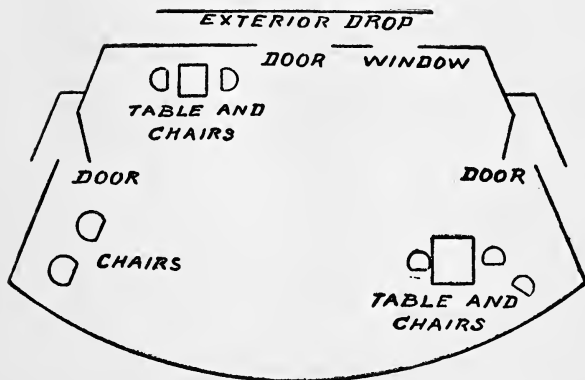 EXTERIOR DROP
DOOR WINDOW
TABLE AND
CHAIRS
DOOR
DOOR
CHAIRS
TABLE AND
CHAIRS